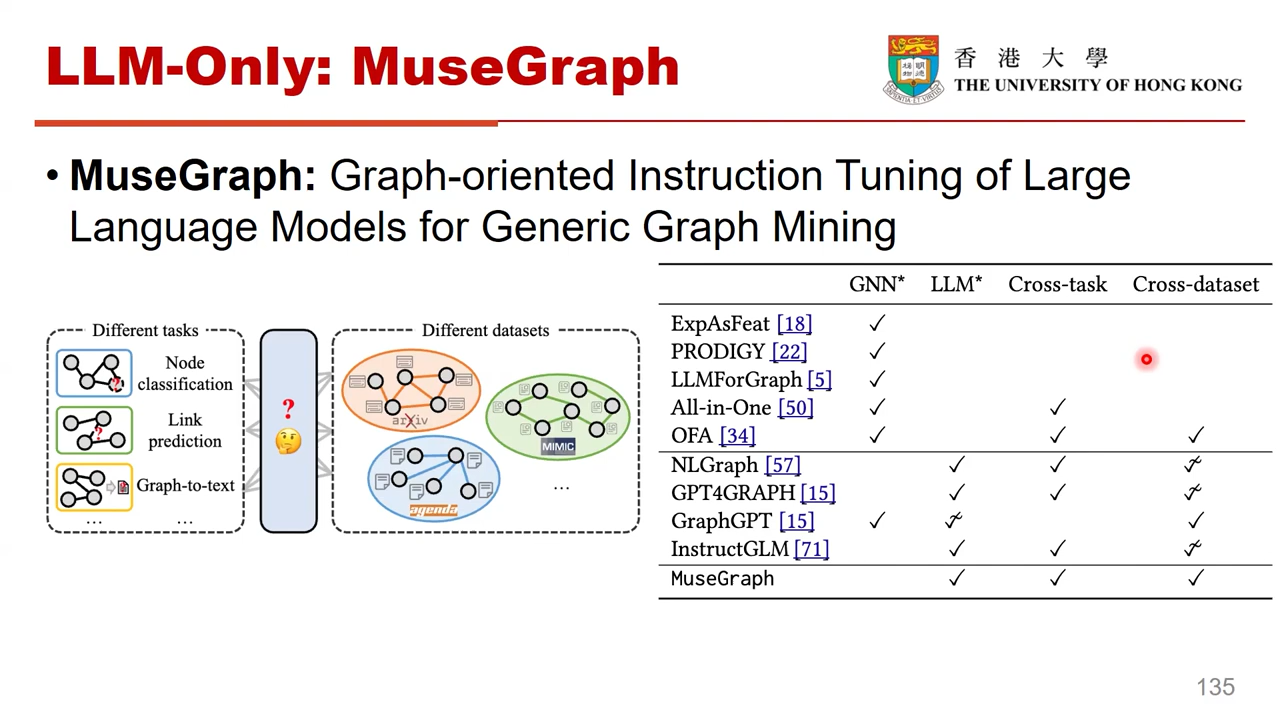 LLM-Only: MuseGraph
香港大學
THE UNIVERSITY OF HONG KONG
• MuseGraph: Graph-oriented Instruction Tuning of Large
Language Models for Generic Graph Mining
Different tasks
Node
classification
?
Link
prediction
?
Graph-to-text
... ...
?
Different datasets
arXiv
MIMIC
agenda
...
GNN* LLM* Cross-task Cross-dataset
ExpAsFeat [18] ✓
PRODIGY [22] ✓
LLMForGraph [5] ✓
All-in-One [50] ✓ ✓
OFA [34] ✓ ✓ ✓
NLGraph [57] ✓ ✓ ✓̶
GPT4GRAPH [15] ✓ ✓ ✓̶
GraphGPT [15] ✓ ✓̶ ✓
InstructGLM [71] ✓ ✓ ✓̶
MuseGraph ✓ ✓ ✓
135